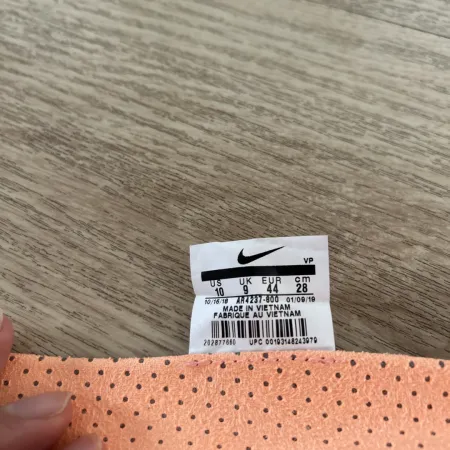 VP
US UK EUR cm
10 9 44 28
10/16/18 AR4237-800 01/09/19
MADE IN VIETNAM
FABRIQUE AU VIETNAM
UPC 00193148243979